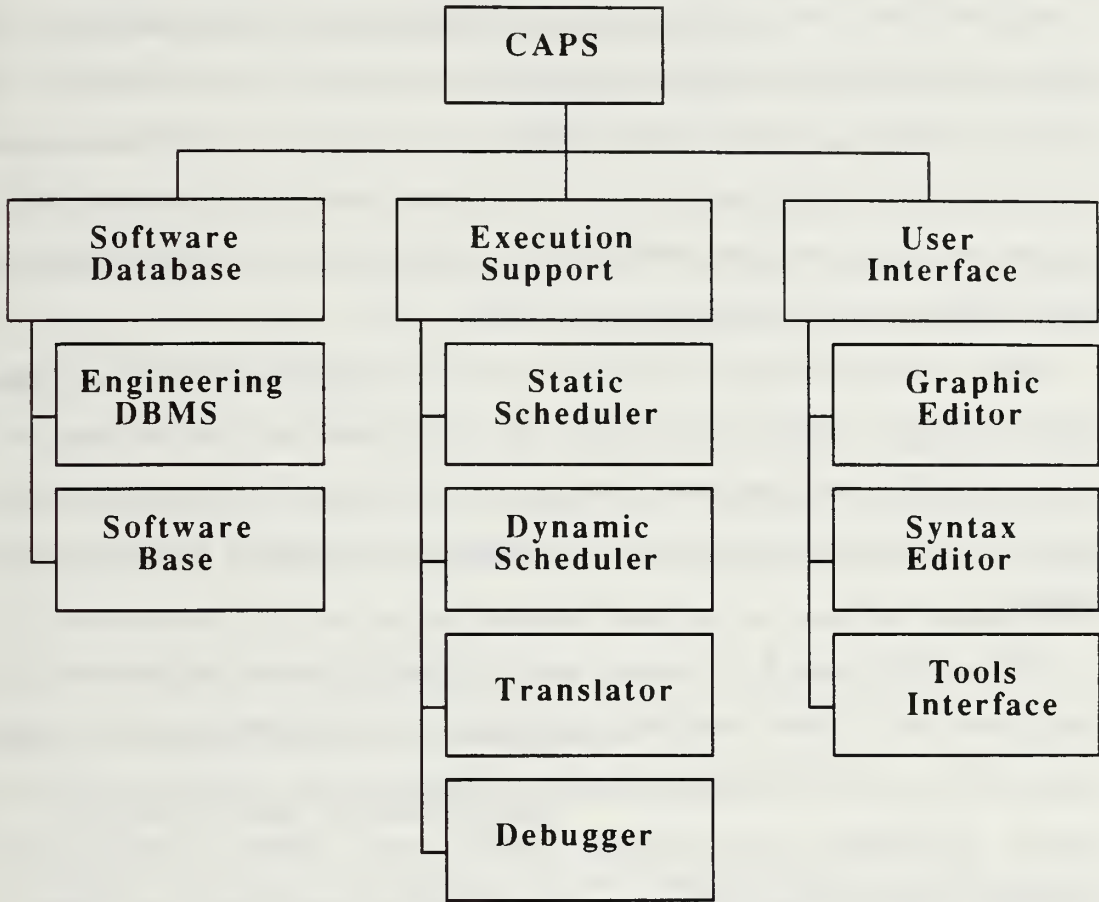 CAPS
Software
Database
Execution
Support
User
Interface
Engineering
DBMS
Static
Scheduler
Graphic
Editor
Software
Base
Dynamic
Scheduler
Syntax
Editor
Translator
Tools
Interface
Debugger